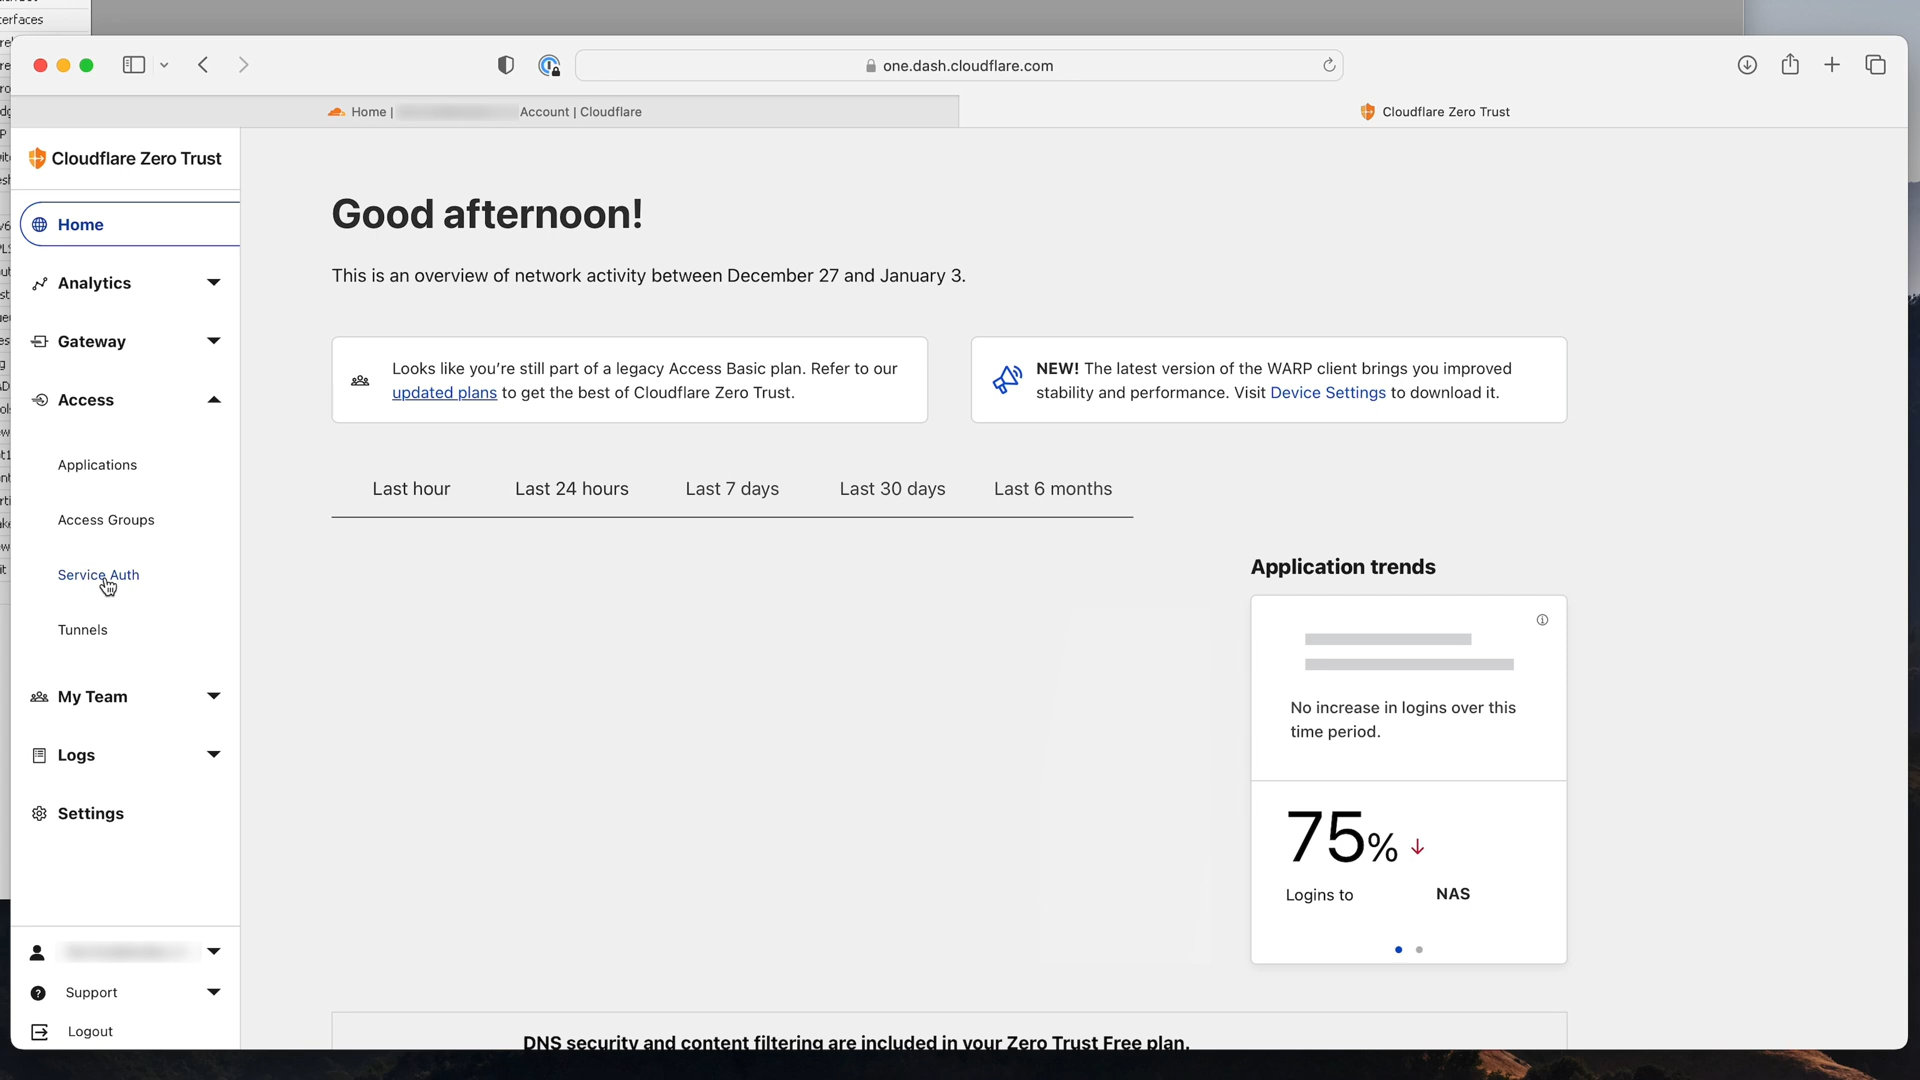 terfaces
one.dash.cloudflare.com
Home |
Account | Cloudflare
Cloudflare Zero Trust
Cloudflare Zero Trust
Home
Analytics
Gateway
Access
Applications
Access Groups
Service Auth
Tunnels
My Team
Logs
Settings
Support
Logout
Good afternoon!
This is an overview of network activity between December 27 and January 3.
Looks like you're still part of a legacy Access Basic plan. Refer to our
updated plans to get the best of Cloudflare Zero Trust.
NEW! The latest version of the WARP client brings you improved
stability and performance. Visit Device Settings to download it.
Last hour
Last 24 hours
Last 7 days
Last 30 days
Last 6 months
Application trends
No increase in logins over this
time period.
75% ↓
Logins to
NAS
DNS security and content filtering are included in your Zero Trust Free plan.